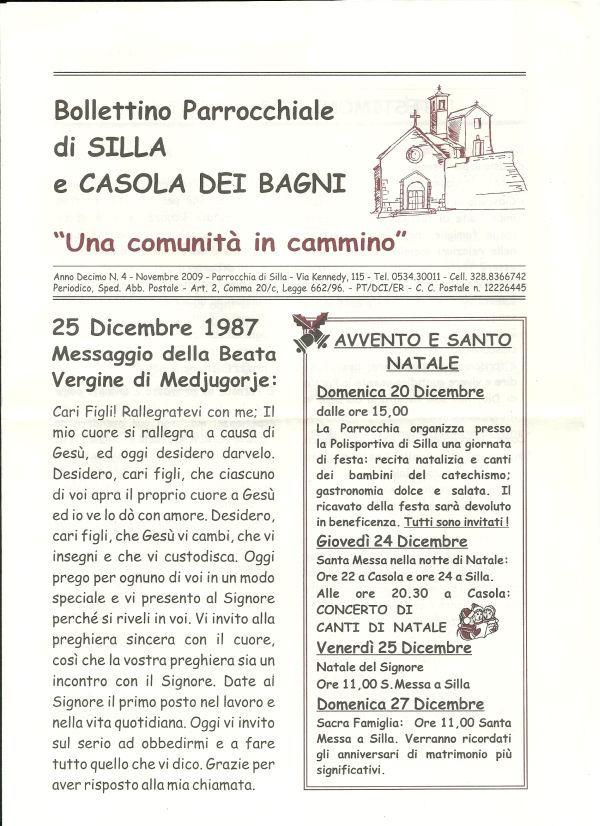 Bollettino Parrocchiale
di SILLA
e CASOLA DEI BAGNI
“Una comunità in cammino”
Anno Decimo N. 4 - Novembre 2009 - Parrocchia di Silla - Via Kennedy, 115 - Tel. 0534.30011 - Cell. 328.8366742
Periodico, Sped. Abb. Postale - Art. 2, Comma 20/c, Legge 662/96. - PT/DCI/ER - C. C. Postale n. 12226445
25 Dicembre 1987
Messaggio della Beata
Vergine di Medjugorje:
Cari Figli! Rallegratevi con me; Il
mio cuore si rallegra a causa di
Gesù, ed oggi desidero darvelo.
Desidero, cari figli, che ciascuno
di voi apra il proprio cuore a Gesù
ed io ve lo dò con amore. Desidero,
cari figli, che Gesù vi cambi, che vi
insegni e che vi custodisca. Oggi
prego per ognuno di voi in un modo
speciale e vi presento al Signore
perché si riveli in voi. Vi invito alla
preghiera sincera con il cuore,
così che la vostra preghiera sia un
incontro con il Signore. Date al
Signore il primo posto nel lavoro e
nella vita quotidiana. Oggi vi invito
sul serio ad obbedirmi e a fare
tutto quello che vi dico. Grazie per
aver risposto alla mia chiamata.
AVVENTO E SANTO
NATALE
Domenica 20 Dicembre
dalle ore 15,00
La Parrocchia organizza presso
la Polisportiva di Silla una giornata
di festa: recita natalizia e canti
dei bambini del catechismo;
gastronomia dolce e salata. Il
ricavato della festa sarà devoluto
in beneficenza. Tutti sono invitati!
Giovedì 24 Dicembre
Santa Messa nella notte di Natale:
Ore 22 a Casola e ore 24 a Silla.
Alle ore 20.30 a Casola:
CONCERTO DI
CANTI DI NATALE
Venerdì 25 Dicembre
Natale del Signore
Ore 11,00 S.Messa a Silla
Domenica 27 Dicembre
Sacra Famiglia: Ore 11,00 Santa
Messa a Silla. Verranno ricordati
gli anniversari di matrimonio più
significativi.